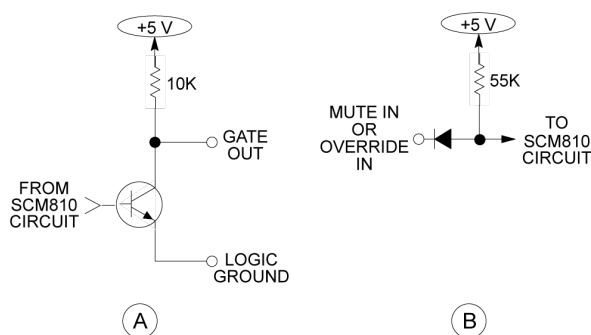 +5 V
10K
GATE
OUT
FROM
SCM810
CIRCUIT
LOGIC
GROUND
A
+5 V
55K
MUTE IN
OR
OVERRIDE
IN
TO
SCM810
CIRCUIT
B